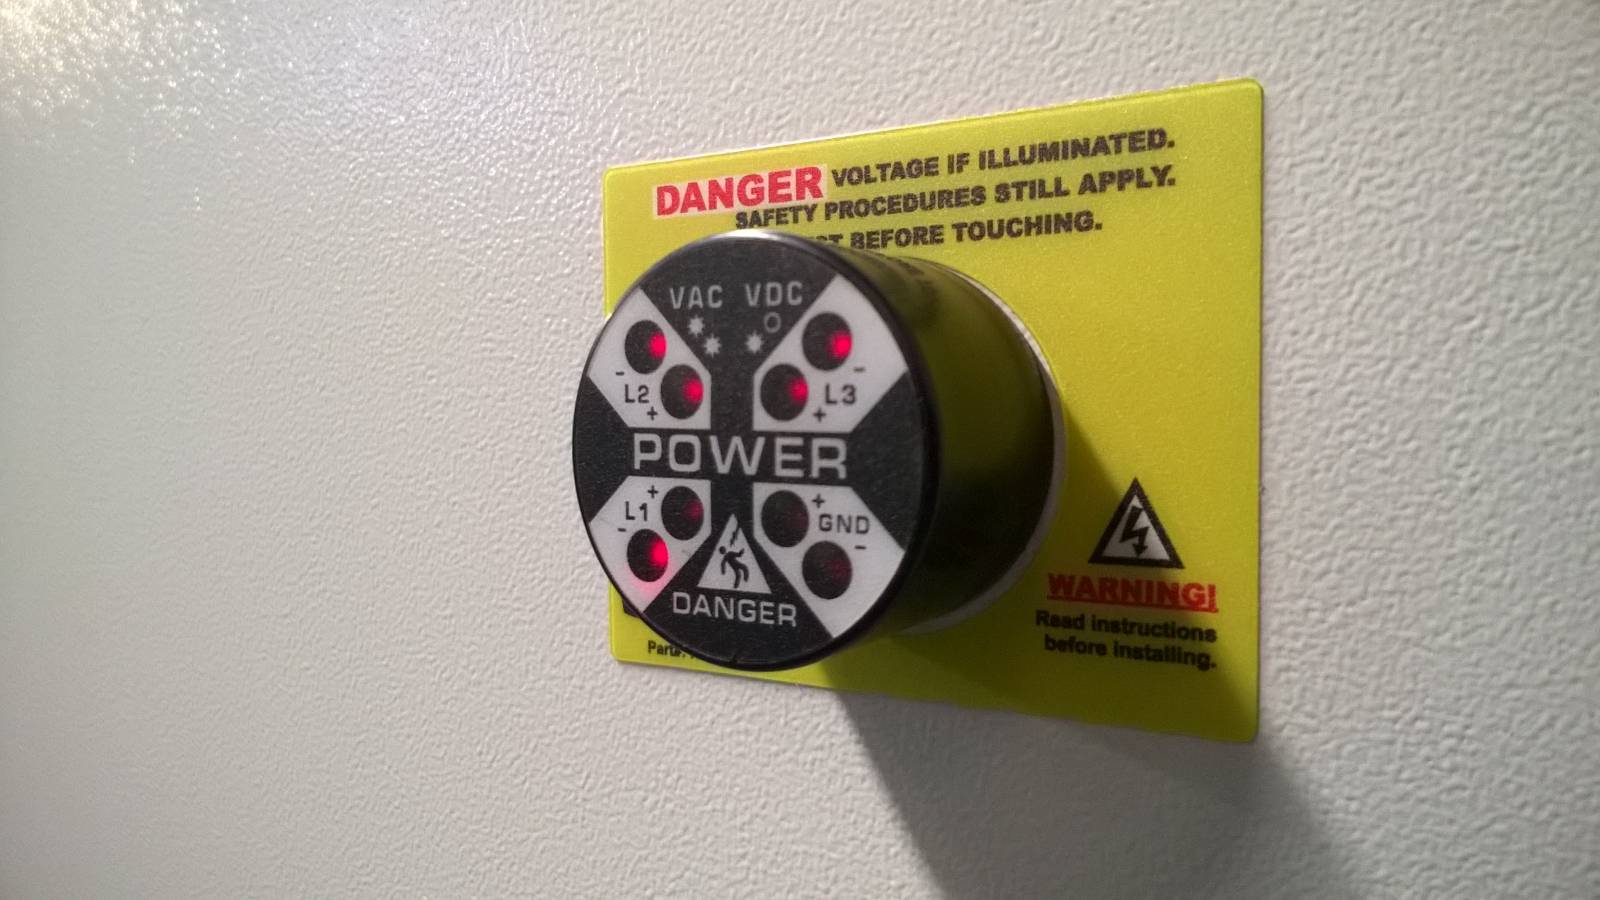 DANGER VOLTAGE IF ILLUMINATED.
SAFETY PROCEDURES STILL APPLY.
BEFORE TOUCHING.
VAC VDC
- -
L2 L3
+ +
POWER
+ +
L1 GND
- -
DANGER
WARNING!
Read instructions
before installing.
Part#: